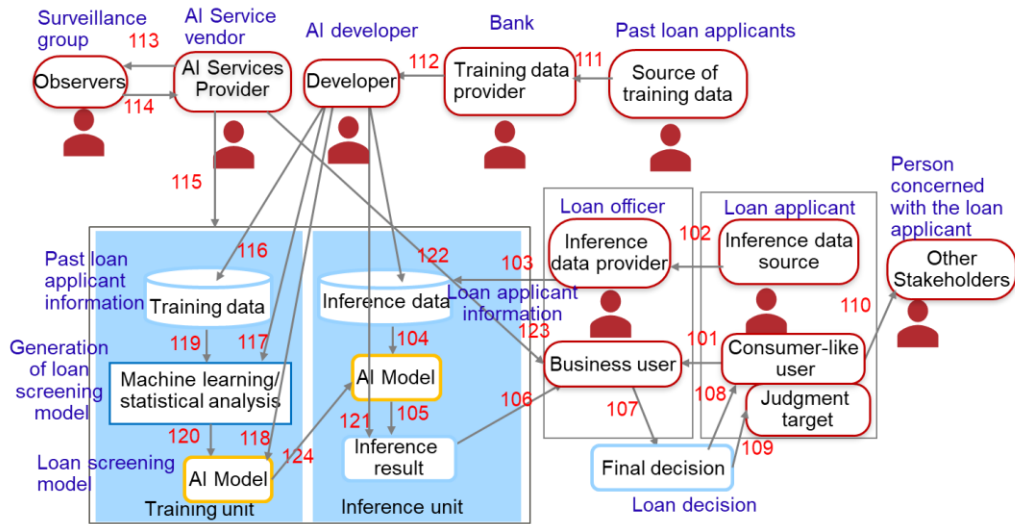 Surveillance
group
113
AI Service
vendor
AI developer
Bank
Past loan applicants
Observers
AI Services
Provider
Developer
112
Training data
provider
111
Source of
training data
114
115
Person
concerned
with the loan
applicant
Loan officer
Loan applicant
116
122
Inference
data provider
102
Inference data
source
Other
Stakeholders
Past loan
applicant
information
Training data
Inference data
103
Loan applicant
information
110
119
117
104
123
101
Generation
of loan
screening
model
Machine learning/
statistical analysis
AI Model
Business user
Consumer-like
user
105
106
107
108
Judgment
target
120
118
124
121
Inference
result
109
Loan screening
model
AI Model
Final decision
Training unit
Inference unit
Loan decision